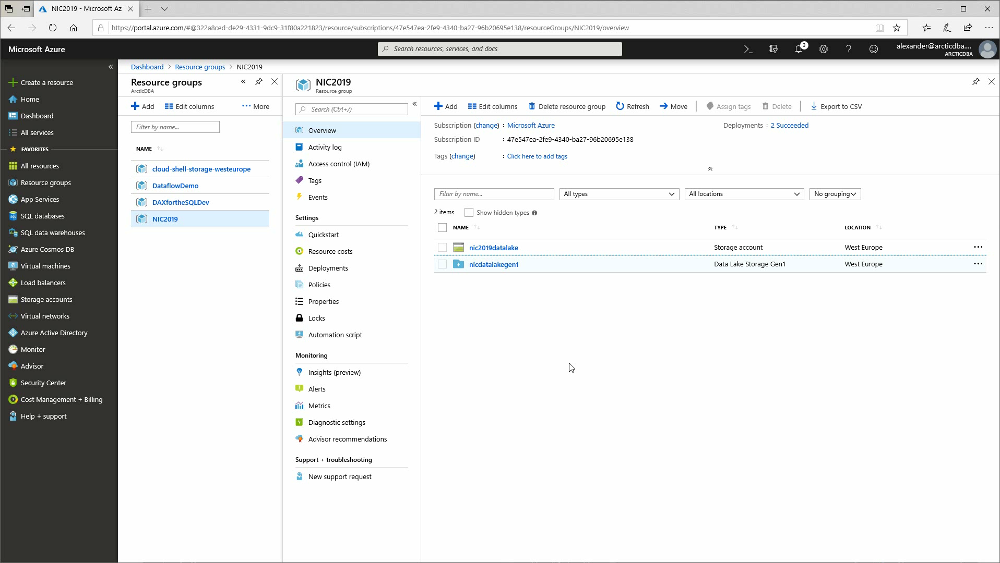 NIC2019 - Microsoft Az
https://portal.azure.com/#@322a8ced-de29-4331-9dc9-31f80a221823/resource/subscriptions/47e547ea-2fe9-4340-ba27-96b20695e138/resourceGroups/NIC2019/overview
Microsoft Azure
Search resources, services, and docs
3
alexander@arcticdba....
ARCTICDBA
Create a resource
Home
Dashboard
All services
FAVORITES
All resources
Resource groups
App Services
SQL databases
SQL data warehouses
Azure Cosmos DB
Virtual machines
Load balancers
Storage accounts
Virtual networks
Azure Active Directory
Monitor
Advisor
Security Center
Cost Management + Billing
Help + support
Dashboard > Resource groups > NIC2019
Resource groups
ArcticDBA
Add Edit columns ··· More
Filter by name...
NAME
cloud-shell-storage-westeurope
DataflowDemo
DAXfortheSQLDev
NIC2019
NIC2019
Resource group
Search (Ctrl+/)
Overview
Activity log
Access control (IAM)
Tags
Events
Settings
Quickstart
Resource costs
Deployments
Policies
Properties
Locks
Automation script
Monitoring
Insights (preview)
Alerts
Metrics
Diagnostic settings
Advisor recommendations
Support + troubleshooting
New support request
Add Edit columns Delete resource group Refresh Move Assign tags Delete Export to CSV
Subscription (change) : Microsoft Azure Deployments : 2 Succeeded
Subscription ID : 47e547ea-2fe9-4340-ba27-96b20695e138
Tags (change) : Click here to add tags
Filter by name... All types All locations No grouping
2 items Show hidden types
NAME TYPE LOCATION
nic2019datalake Storage account West Europe ···
nicdatalakegen1 Data Lake Storage Gen1 West Europe ···